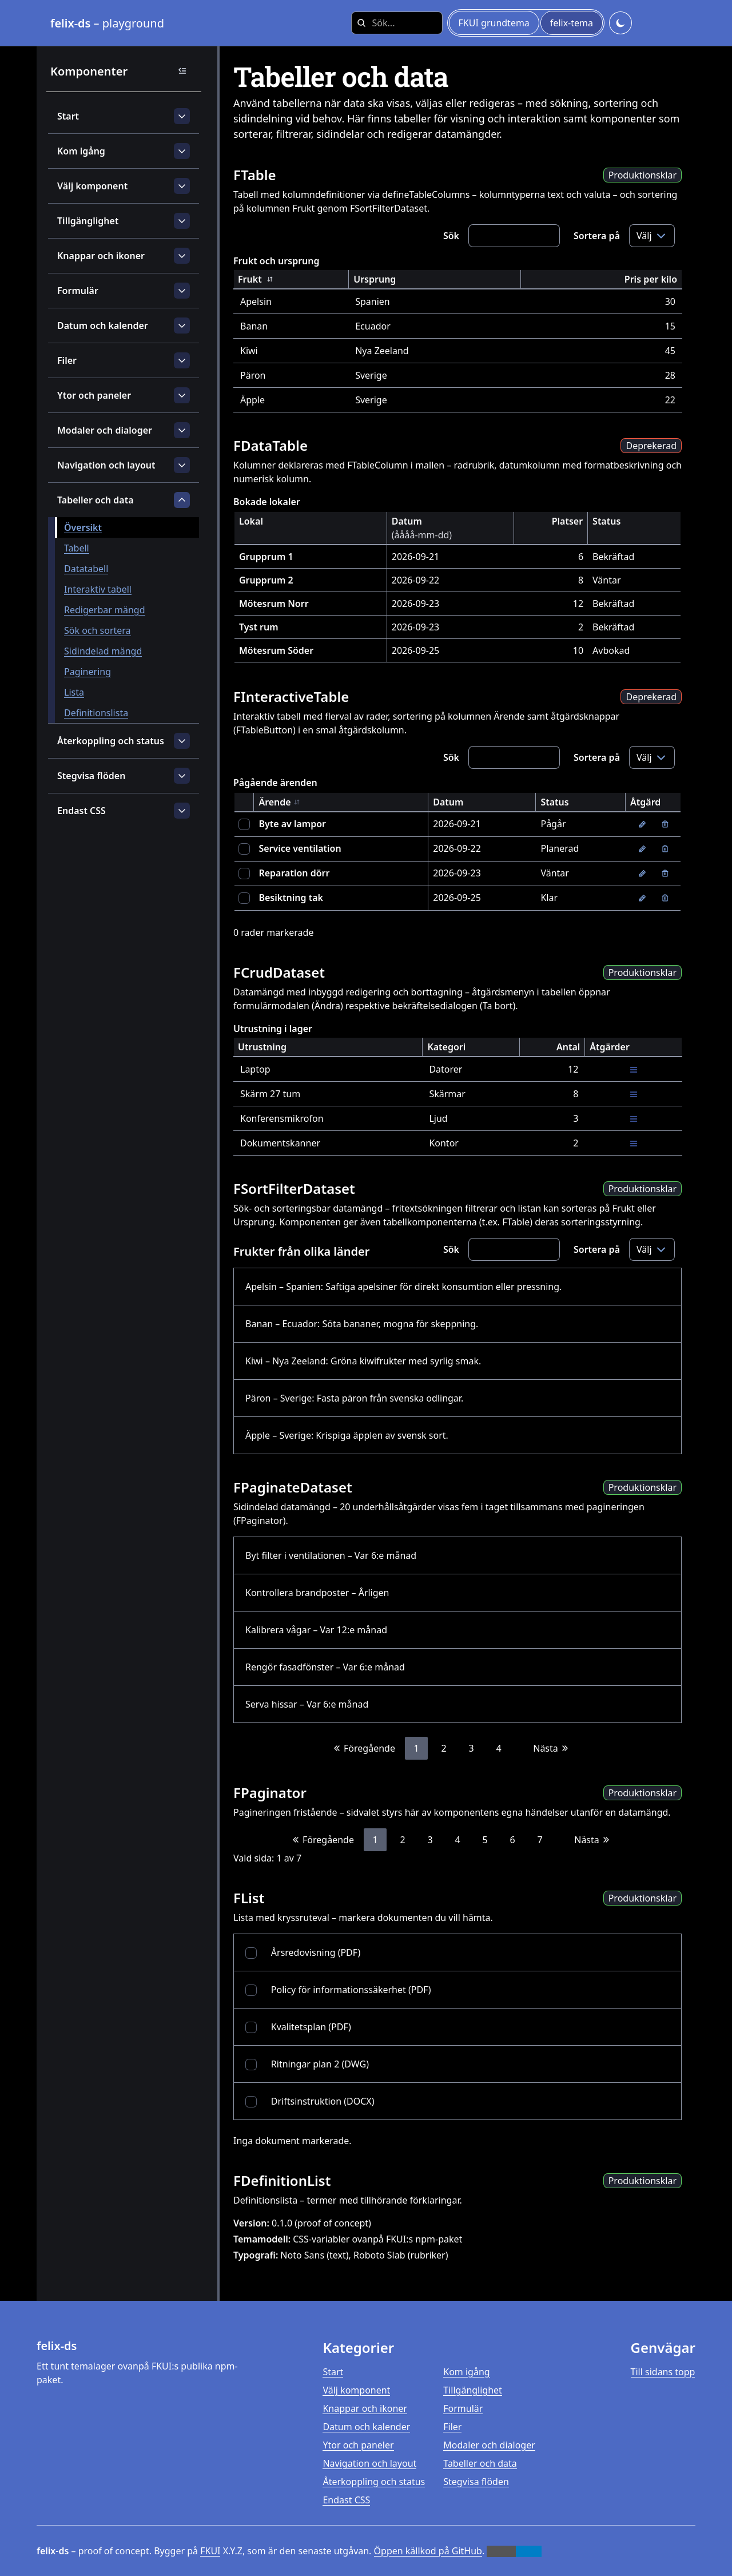 felix-ds – playground
Sök...
FKUI grundtema
felix-tema
Komponenter
Start
Kom igång
Välj komponent
Tillgänglighet
Knappar och ikoner
Formulär
Datum och kalender
Filer
Ytor och paneler
Modaler och dialoger
Navigation och layout
Tabeller och data
Översikt
Tabell
Datatabell
Interaktiv tabell
Redigerbar mängd
Sök och sortera
Sidindelad mängd
Paginering
Lista
Definitionslista
Återkoppling och status
Stegvisa flöden
Endast CSS
Tabeller och data
Använd tabellerna när data ska visas, väljas eller redigeras – med sökning, sortering och
sidindelning vid behov. Här finns tabeller för visning och interaktion samt komponenter som
sorterar, filtrerar, sidindelar och redigerar datamängder.
FTable
Produktionsklar
Tabell med kolumndefinitioner via defineTableColumns – kolumntyperna text och valuta – och sortering
på kolumnen Frukt genom FSortFilterDataset.
Sök
Sortera på
Välj
Frukt och ursprung
Frukt Ursprung Pris per kilo
Apelsin Spanien 30
Banan Ecuador 15
Kiwi Nya Zeeland 45
Päron Sverige 28
Äpple Sverige 22
FDataTable
Deprekerad
Kolumner deklareras med FTableColumn i mallen – radrubrik, datumkolumn med formatbeskrivning och
numerisk kolumn.
Bokade lokaler
Lokal Datum Platser Status
(åååå-mm-dd)
Grupprum 1 2026-09-21 6 Bekräftad
Grupprum 2 2026-09-22 8 Väntar
Mötesrum Norr 2026-09-23 12 Bekräftad
Tyst rum 2026-09-23 2 Bekräftad
Mötesrum Söder 2026-09-25 10 Avbokad
FInteractiveTable
Deprekerad
Interaktiv tabell med flerval av rader, sortering på kolumnen Ärende samt åtgärdsknappar
(FTableButton) i en smal åtgärdskolumn.
Sök
Sortera på
Välj
Pågående ärenden
Ärende Datum Status Åtgärd
Byte av lampor 2026-09-21 Pågår
Service ventilation 2026-09-22 Planerad
Reparation dörr 2026-09-23 Väntar
Besiktning tak 2026-09-25 Klar
0 rader markerade
FCrudDataset
Produktionsklar
Datamängd med inbyggd redigering och borttagning – åtgärdsmenyn i tabellen öppnar
formulärmodalen (Ändra) respektive bekräftelsedialogen (Ta bort).
Utrustning i lager
Utrustning Kategori Antal Åtgärder
Laptop Datorer 12
Skärm 27 tum Skärmar 8
Konferensmikrofon Ljud 3
Dokumentskanner Kontor 2
FSortFilterDataset
Produktionsklar
Sök- och sorteringsbar datamängd – fritextsökningen filtrerar och listan kan sorteras på Frukt eller
Ursprung. Komponenten ger även tabellkomponenterna (t.ex. FTable) deras sorteringsstyrning.
Frukter från olika länder
Sök
Sortera på
Välj
Apelsin – Spanien: Saftiga apelsiner för direkt konsumtion eller pressning.
Banan – Ecuador: Söta bananer, mogna för skeppning.
Kiwi – Nya Zeeland: Gröna kiwifrukter med syrlig smak.
Päron – Sverige: Fasta päron från svenska odlingar.
Äpple – Sverige: Krispiga äpplen av svensk sort.
FPaginateDataset
Produktionsklar
Sidindelad datamängd – 20 underhållsåtgärder visas fem i taget tillsammans med pagineringen
(FPaginator).
Byt filter i ventilationen – Var 6:e månad
Kontrollera brandposter – Årligen
Kalibrera vågar – Var 12:e månad
Rengör fasadfönster – Var 6:e månad
Serva hissar – Var 6:e månad
Föregående 1 2 3 4 Nästa
FPaginator
Produktionsklar
Pagineringen fristående – sidvalet styrs här av komponentens egna händelser utanför en datamängd.
Föregående 1 2 3 4 5 6 7 Nästa
Vald sida: 1 av 7
FList
Produktionsklar
Lista med kryssruteval – markera dokumenten du vill hämta.
Årsredovisning (PDF)
Policy för informationssäkerhet (PDF)
Kvalitetsplan (PDF)
Ritningar plan 2 (DWG)
Driftsinstruktion (DOCX)
Inga dokument markerade.
FDefinitionList
Produktionsklar
Definitionslista – termer med tillhörande förklaringar.
Version: 0.1.0 (proof of concept)
Temamodell: CSS-variabler ovanpå FKUI:s npm-paket
Typografi: Noto Sans (text), Roboto Slab (rubriker)
felix-ds
Ett tunt temalager ovanpå FKUI:s publika npm-
paket.
Kategorier
Start
Välj komponent
Knappar och ikoner
Datum och kalender
Ytor och paneler
Navigation och layout
Återkoppling och status
Endast CSS
Kom igång
Tillgänglighet
Formulär
Filer
Modaler och dialoger
Tabeller och data
Stegvisa flöden
Genvägar
Till sidans topp
felix-ds – proof of concept. Bygger på FKUI X.Y.Z, som är den senaste utgåvan. Öppen källkod på GitHub.